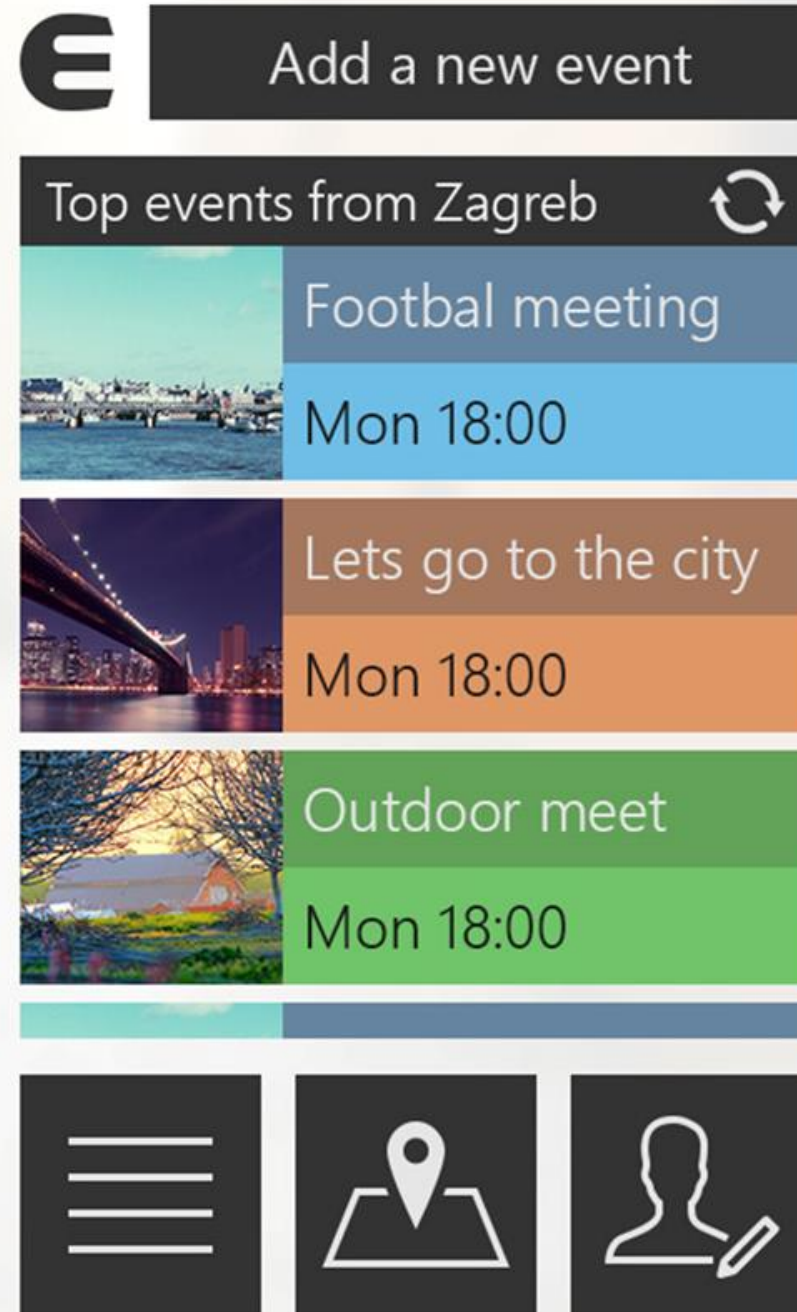 e
Add a new event
Top events from Zagreb
Footbal meeting
Mon 18:00
Lets go to the city
Mon 18:00
Outdoor meet
Mon 18:00